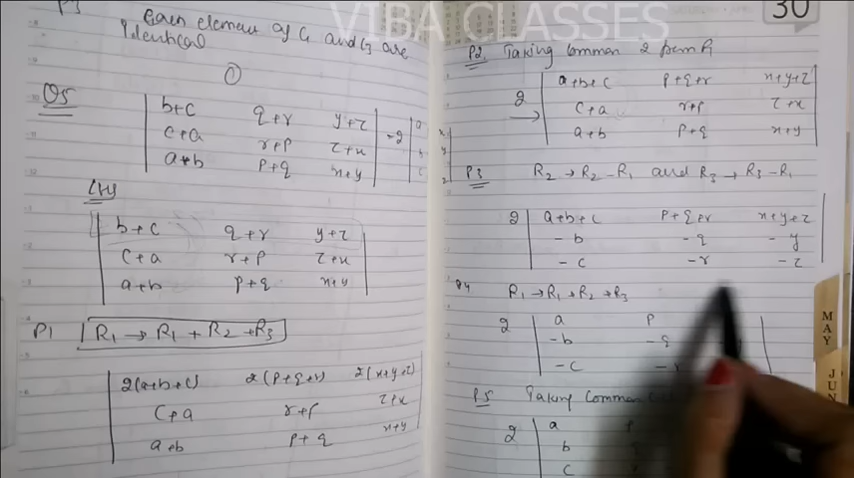 VIBA CLASSES
30
P3 Each element of C₁ and C₃ are
identical
①
Q5
b+c q+r y+z
c+a r+p z+x = 2
a+b p+q x+y
LHS
b+c q+r y+z
c+a r+p z+x
a+b p+q x+y
P1 R₁ → R₁ + R₂ + R₃
2(a+b+c) 2(p+q+r) 2(x+y+z)
c+a r+p z+x
a+b p+q x+y
P2. Taking Common 2 from R₁
a+b+c p+q+r x+y+z
2 c+a r+p z+x
→ a+b p+q x+y
P3 R₂ → R₂ - R₁ and R₃ → R₃ - R₁
2 a+b+c p+q+r x+y+z
-b -q -y
-c -r -z
P4 R₁ → R₁ + R₂ + R₃
2 a p
-b -q
-c -r
P5 Taking Common
2 a p
b
c
MAY
JUN